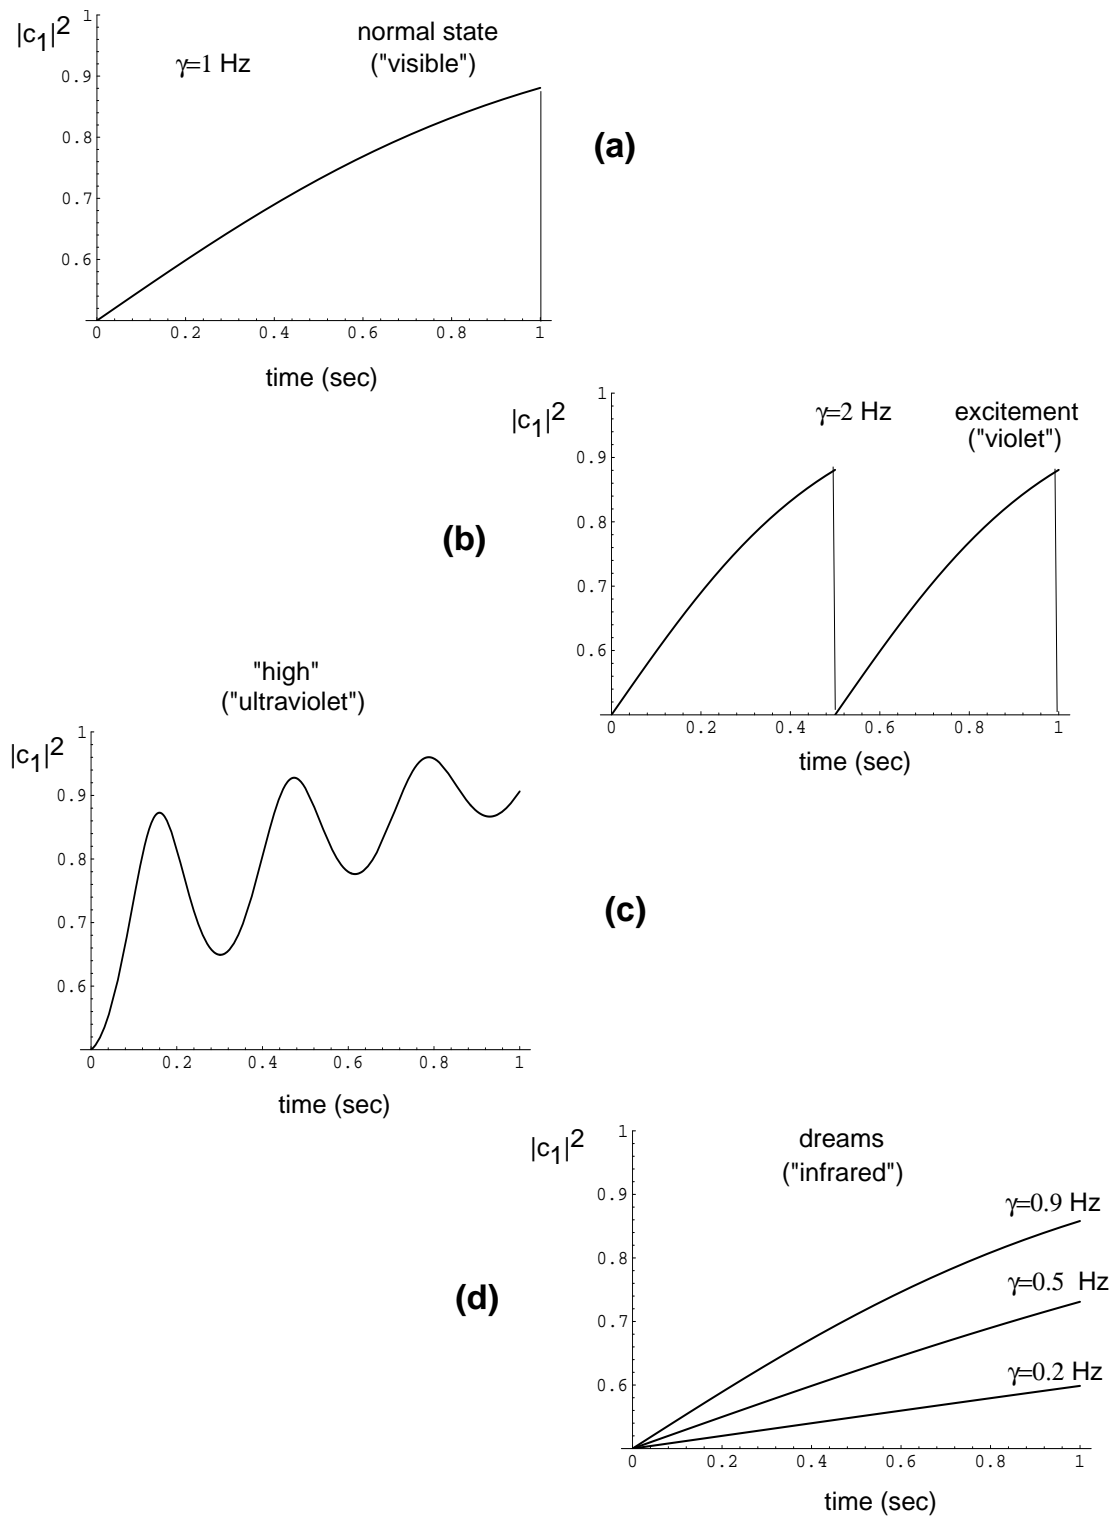 |c1|2
γ=1 Hz
normal state
("visible")
1
0.9
0.8
0.7
0.6
0 0.2 0.4 0.6 0.8 1
time (sec)
(a)
|c1|2
γ=2 Hz
excitement
("violet")
1
0.9
0.8
0.7
0.6
0 0.2 0.4 0.6 0.8 1
time (sec)
(b)
"high"
("ultraviolet")
|c1|2
1
0.9
0.8
0.7
0.6
0 0.2 0.4 0.6 0.8 1
time (sec)
(c)
|c1|2
dreams
("infrared")
1
0.9
0.8
0.7
0.6
γ=0.9 Hz
γ=0.5 Hz
γ=0.2 Hz
0 0.2 0.4 0.6 0.8 1
time (sec)
(d)